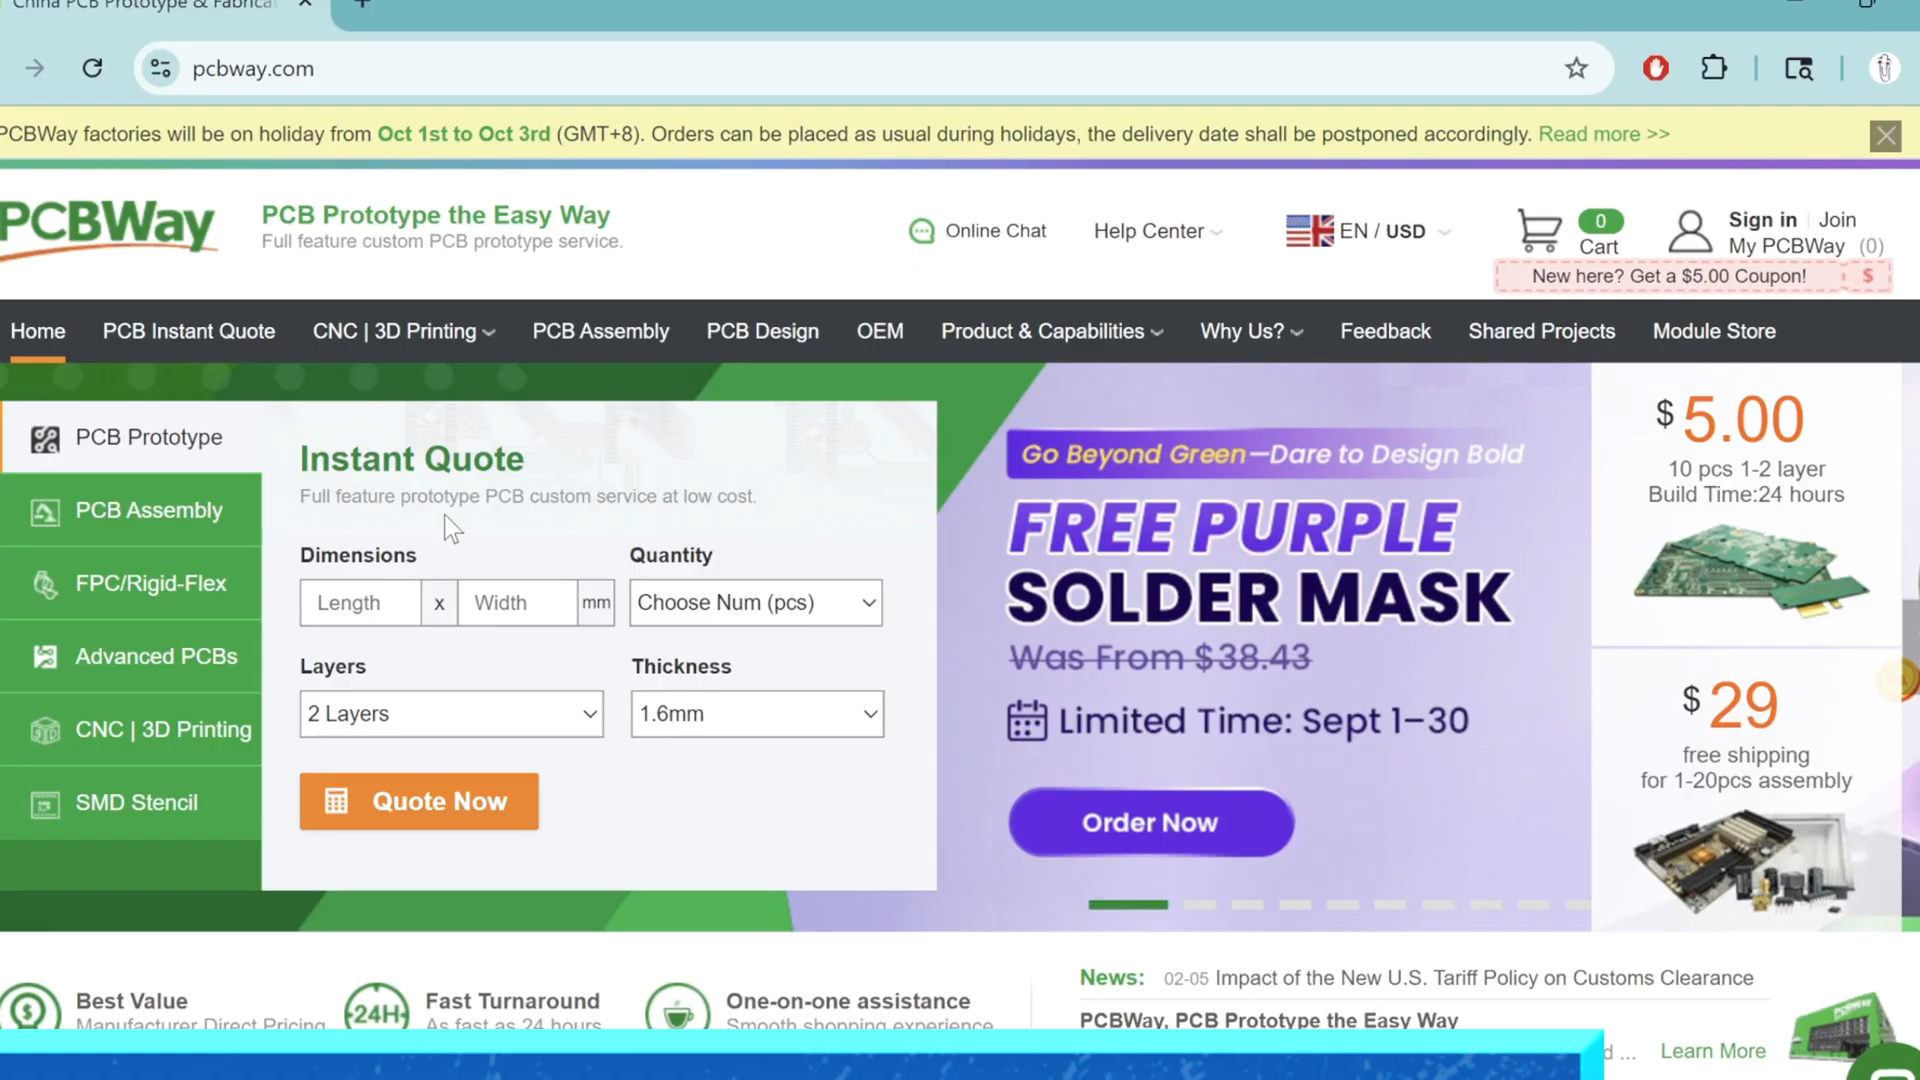 China PCB Prototype & Fabricat
pcbway.com
PCBWay factories will be on holiday from Oct 1st to Oct 3rd (GMT+8). Orders can be placed as usual during holidays, the delivery date shall be postponed accordingly. Read more >>
PCBWay
PCB Prototype the Easy Way
Full feature custom PCB prototype service.
Online Chat
Help Center
EN / USD
0
Cart
Sign in | Join
My PCBWay (0)
New here? Get a $5.00 Coupon! $
Home
PCB Instant Quote
CNC | 3D Printing
PCB Assembly
PCB Design
OEM
Product & Capabilities
Why Us?
Feedback
Shared Projects
Module Store
PCB Prototype
PCB Assembly
FPC/Rigid-Flex
Advanced PCBs
CNC | 3D Printing
SMD Stencil
Instant Quote
Full feature prototype PCB custom service at low cost.
Dimensions
Quantity
Length x Width mm
Choose Num (pcs)
Layers
Thickness
2 Layers
1.6mm
Quote Now
Go Beyond Green—Dare to Design Bold
FREE PURPLE
SOLDER MASK
Was From $38.43
Limited Time: Sept 1–30
Order Now
$ 5.00
10 pcs 1-2 layer
Build Time:24 hours
$ 29
free shipping
for 1-20pcs assembly
$
Best Value
Manufacturer Direct Pricing
24H
Fast Turnaround
As fast as 24 hours
One-on-one assistance
Smooth shopping experience
News: 02-05 Impact of the New U.S. Tariff Policy on Customs Clearance
PCBWay, PCB Prototype the Easy Way
d ... Learn More